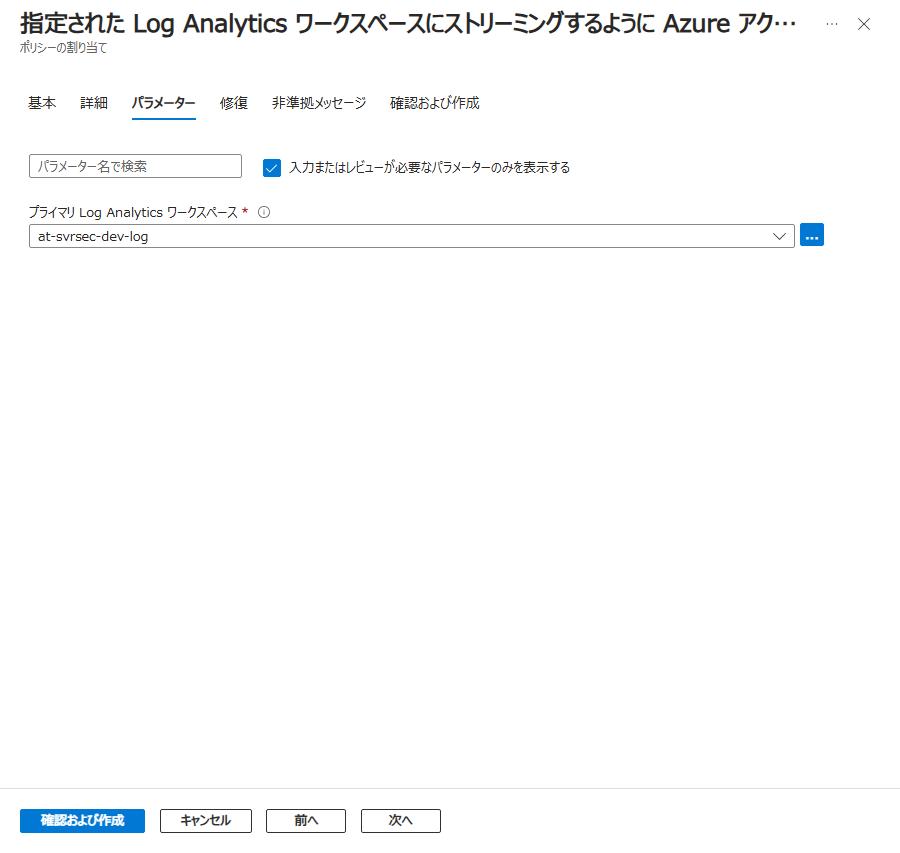 指定された Log Analytics ワークスペースにストリーミングするように Azure アク…
ポリシーの割り当て
基本 詳細 パラメーター 修復 非準拠メッセージ 確認および作成
パラメーター名で検索 入力またはレビューが必要なパラメーターのみを表示する
プライマリ Log Analytics ワークスペース *
at-svrsec-dev-log
確認および作成 キャンセル 前へ 次へ